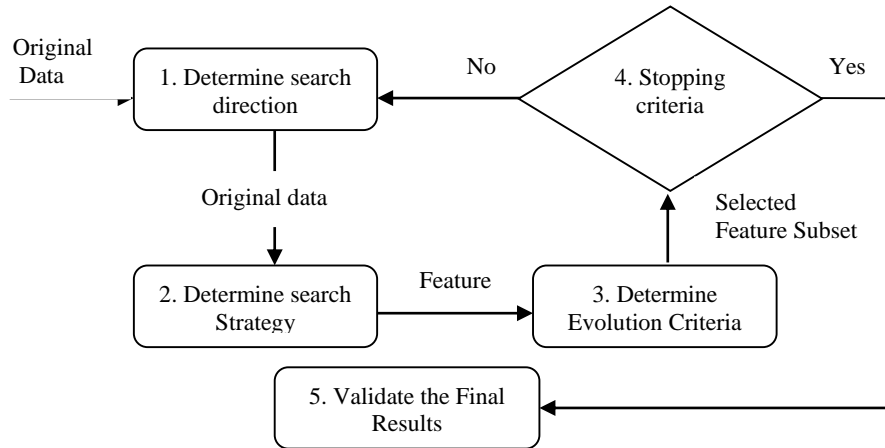 Original
Data
1. Determine search
direction
No
4. Stopping
criteria
Yes
Original data
Selected
Feature Subset
2. Determine search
Strategy
Feature
3. Determine
Evolution Criteria
5. Validate the Final
Results